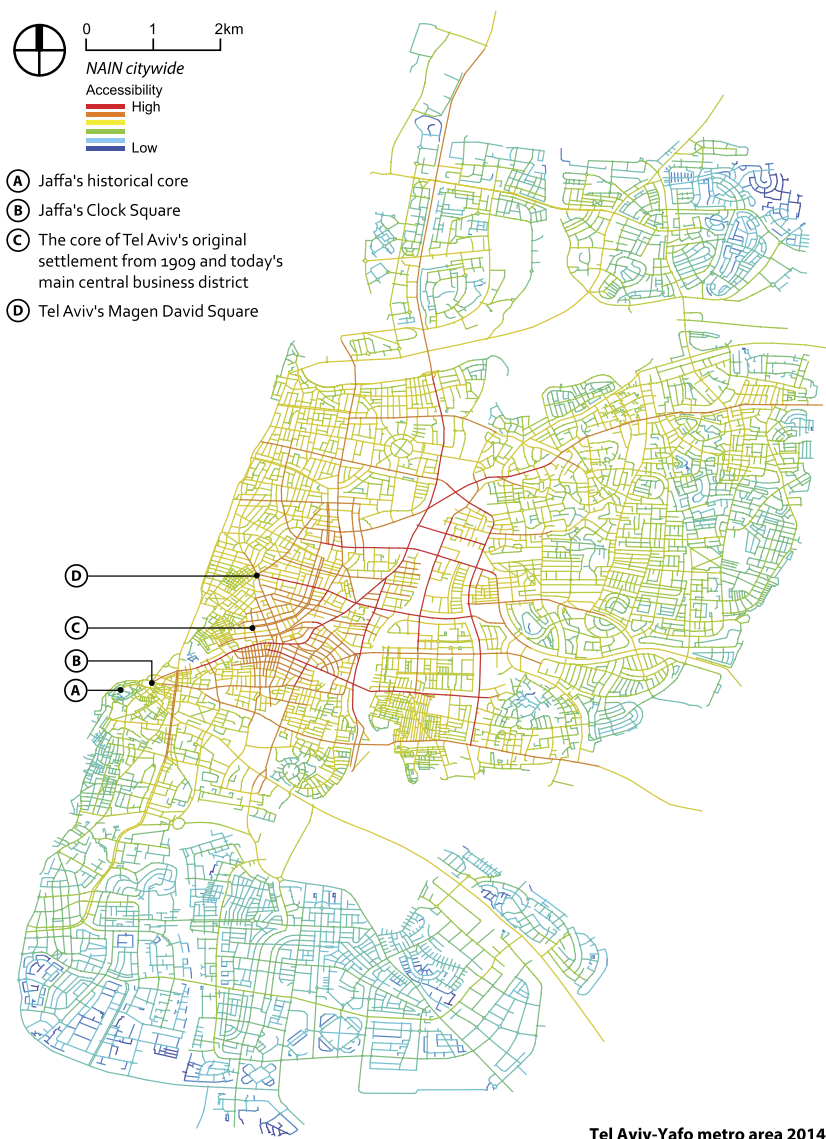 0 1 2km
NAIN citywide
Accessibility
High
Low
A Jaffa's historical core
B Jaffa's Clock Square
C The core of Tel Aviv's original
settlement from 1909 and today's
main central business district
D Tel Aviv's Magen David Square
D
C
B
A
Tel Aviv-Yafo metro area 2014